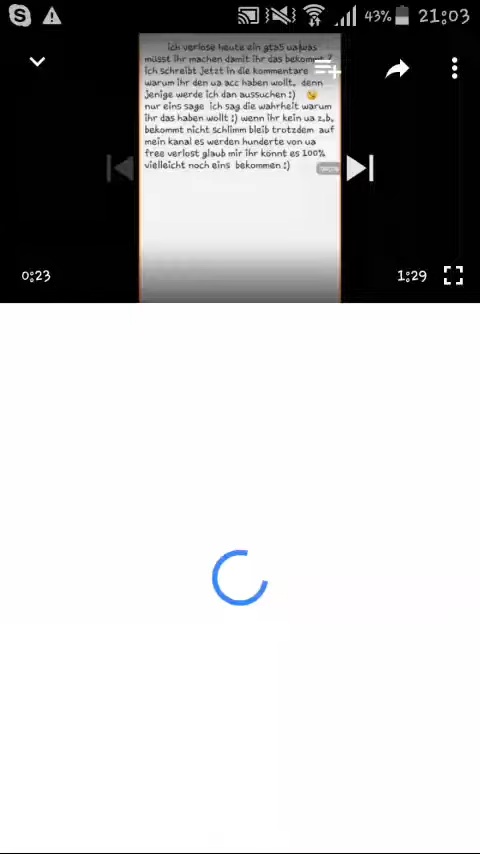 43% 21:03
ich verlose heute ein gta5 ua,was
müsst ihr machen damit ihr das bekommt ?
ich schreibt jetzt in die kommentare
warum ihr den ua acc haben wollt, denn
jenige werde ich dan aussuchen :)
nur eins sage ich sag die wahrheit warum
ihr das haben wollt :) wenn ihr kein ua z.b.
bekommt nicht schlimm bleib trotzdem auf
mein kanal es werden hunderte von ua
free verlost glaub mir ihr könnt es 100%
vielleicht noch eins bekommen :)
0:23
1:29